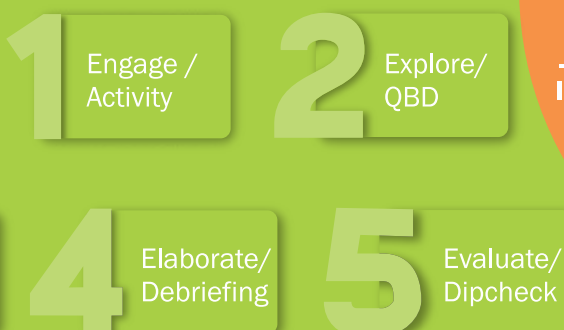 1
Engage /
Activity
2
Explore/
QBD
4
Elaborate/
Debriefing
5
Evaluate/
Dipcheck